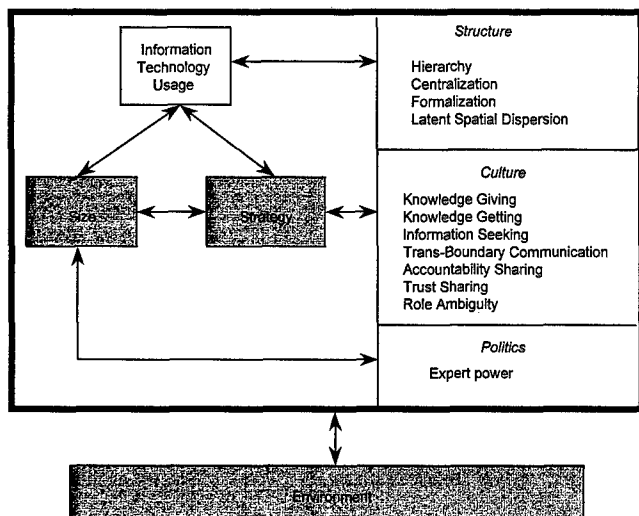 Information
Technology
Usage
Size
Strategy
Structure
Hierarchy
Centralization
Formalization
Latent Spatial Dispersion
Culture
Knowledge Giving
Knowledge Getting
Information Seeking
Trans-Boundary Communication
Accountability Sharing
Trust Sharing
Role Ambiguity
Politics
Expert power
Environment